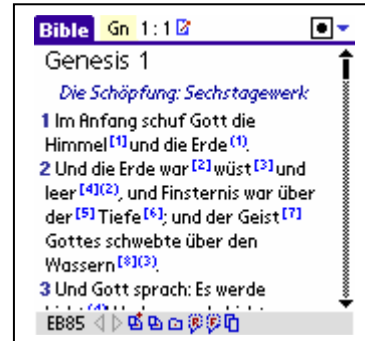 Bible Gn 1:1
Genesis 1
Die Schöpfung: Sechstagewerk
1 Im Anfang schuf Gott die
Himmel [1] und die Erde (1).
2 Und die Erde war [2] wüst [3] und
leer [4](2), und Finsternis war über
der [5] Tiefe [6]; und der Geist [7]
Gottes schwebte über den
Wassern [8](3).
3 Und Gott sprach: Es werde
EB85